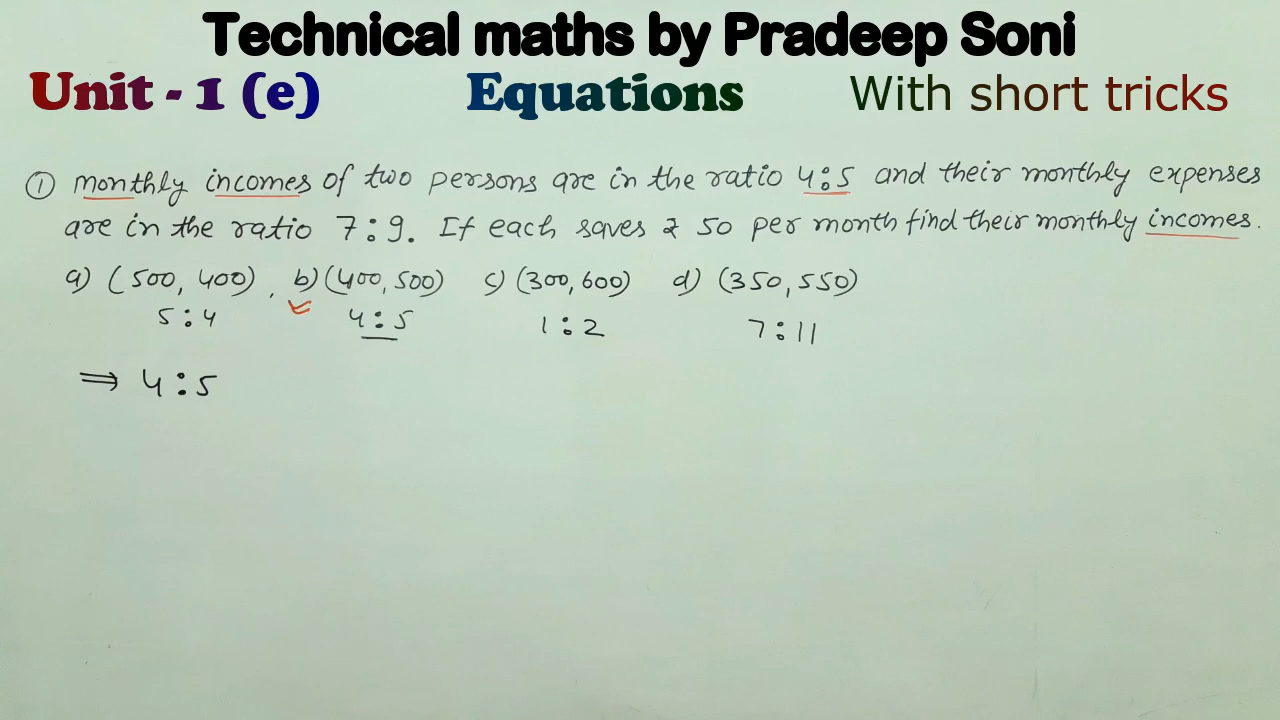 Technical maths by Pradeep Soni
Unit - 1 (e) Equations With short tricks
① monthly incomes of two persons are in the ratio 4:5 and their monthly expenses
are in the ratio 7:9. If each saves ₹ 50 per month find their monthly incomes.
a) (500, 400), b) (400, 500) c) (300, 600) d) (350, 550)
5:4 4:5 1:2 7:11
⇒ 4:5